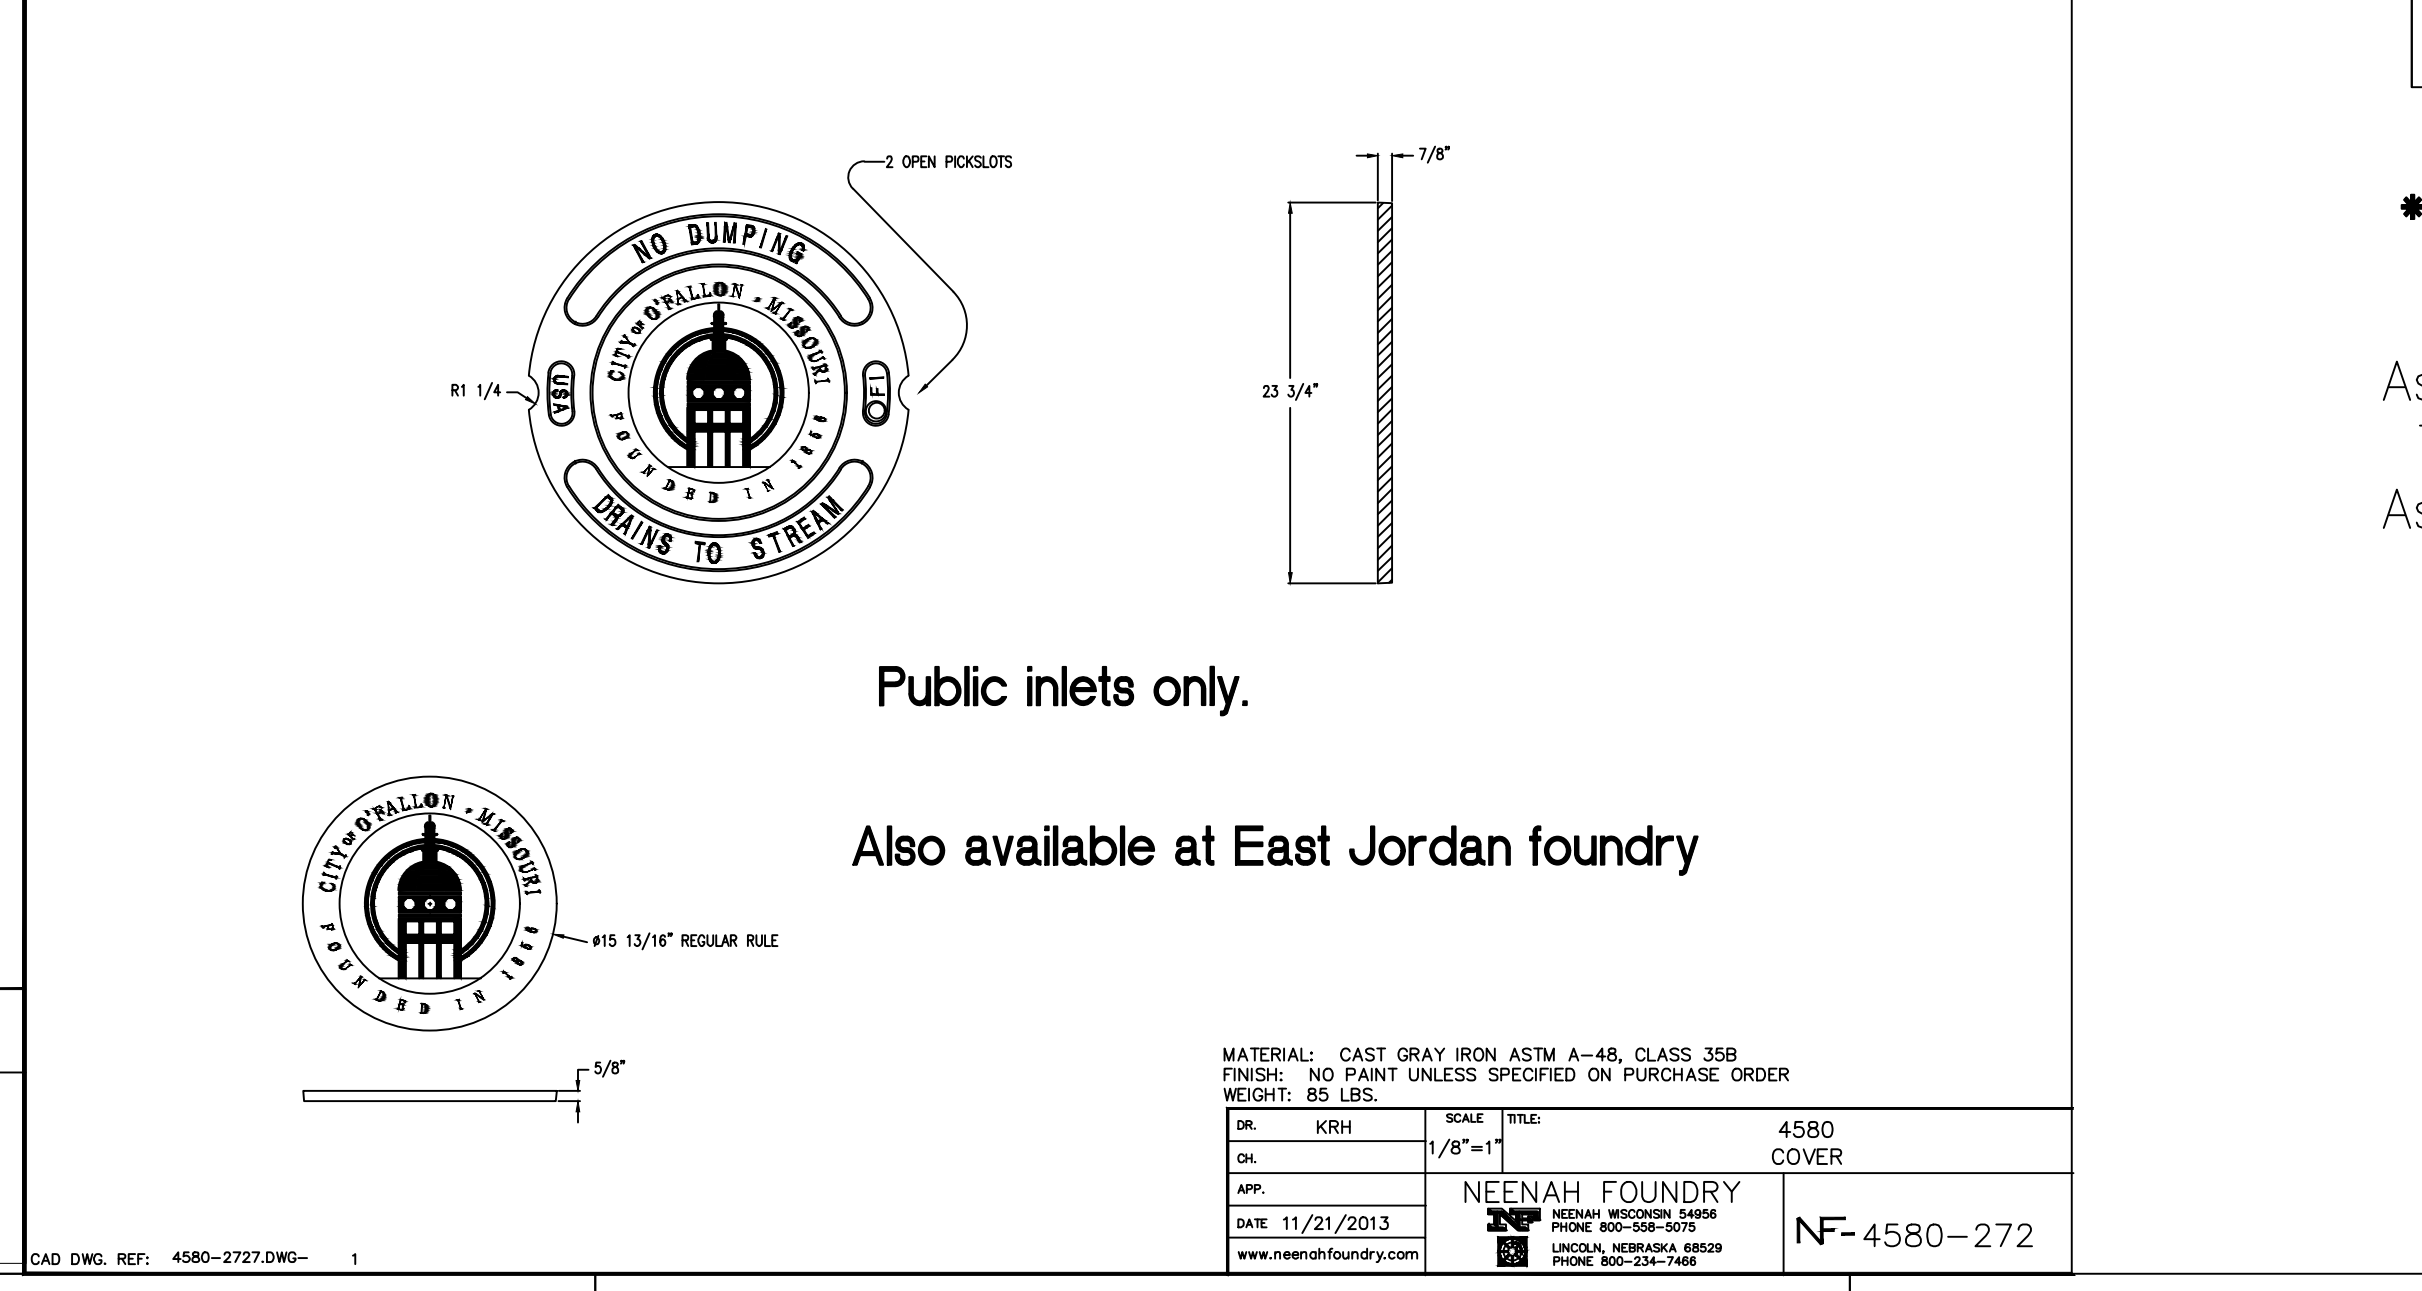 2 OPEN PICKSLOTS
7/8"
NO DUMPING
CITY OF O'FALLON . MISSOURI
R1 1/4
USA
FI
23 3/4"
FOUNDED IN 1856
DRAINS TO STREAM
Public inlets only.
Also available at East Jordan foundry
CITY OF O'FALLON . MISSOURI
FOUNDED IN 1856
ø15 13/16" REGULAR RULE
5/8"
MATERIAL: CAST GRAY IRON ASTM A-48, CLASS 35B
FINISH: NO PAINT UNLESS SPECIFIED ON PURCHASE ORDER
WEIGHT: 85 LBS.
DR. KRH
SCALE
1/8"=1"
TITLE:
4580
COVER
CH.
APP.
DATE 11/21/2013
www.neenahfoundry.com
NEENAH FOUNDRY
NF
NEENAH WISCONSIN 54956
PHONE 800-558-5075
LINCOLN, NEBRASKA 68529
PHONE 800-234-7466
NF-4580-272
CAD DWG. REF: 4580-2727.DWG- 1
*